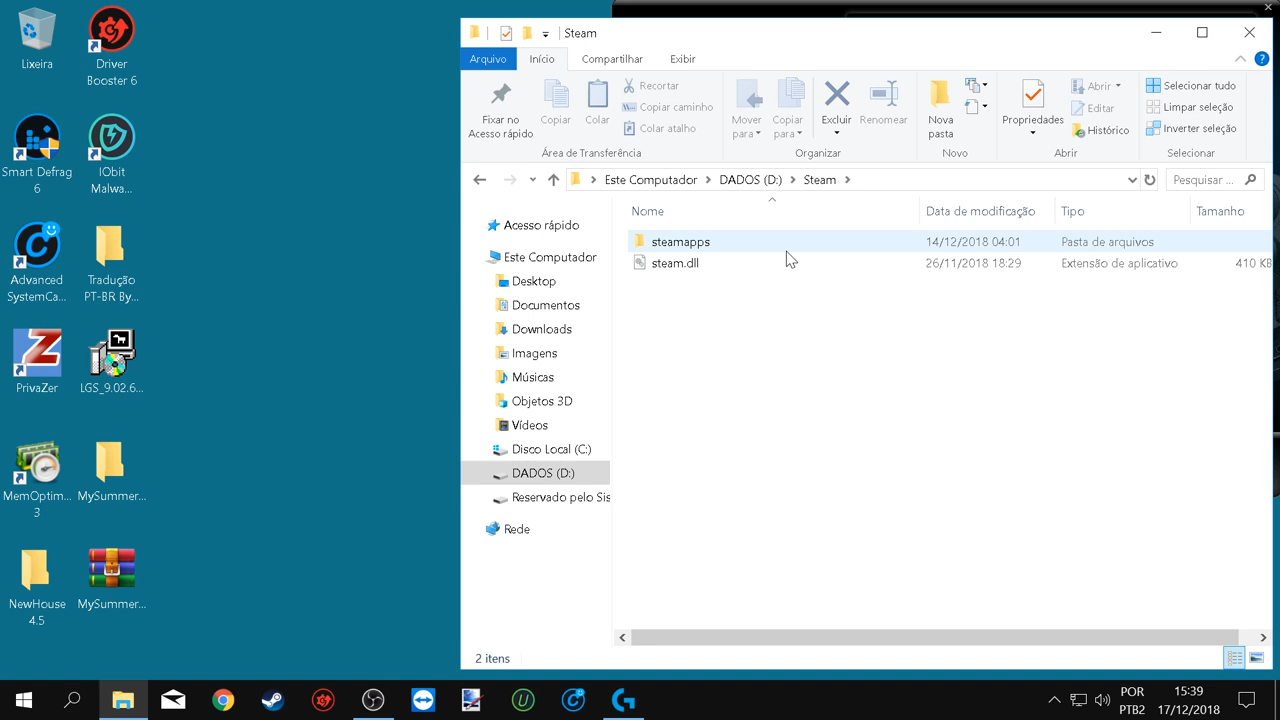 Lixeira
Driver
Booster 6
Smart Defrag
6
IObit
Malwa...
Advanced
SystemCa...
Tradução
PT-BR By...
PrivaZer
LGS_9.02.6...
MemOptim...
3
MySummer...
NewHouse
4.5
MySummer...
Steam
Arquivo
Início
Compartilhar
Exibir
Fixar no
Acesso rápido
Copiar
Colar
Recortar
Copiar caminho
Colar atalho
Área de Transferência
Mover
para
Copiar
para
Excluir
Renomear
Organizar
Nova
pasta
Novo
Propriedades
Abrir
Editar
Histórico
Abrir
Selecionar tudo
Limpar seleção
Inverter seleção
Selecionar
Este Computador
DADOS (D:)
Steam
Pesquisar ...
Nome
Data de modificação
Tipo
Tamanho
steamapps
14/12/2018 04:01
Pasta de arquivos
steam.dll
26/11/2018 18:29
Extensão de aplicativo
410 KB
Acesso rápido
Este Computador
Desktop
Documentos
Downloads
Imagens
Músicas
Objetos 3D
Vídeos
Disco Local (C:)
DADOS (D:)
Reservado pelo Sis
Rede
2 itens
POR
PTB2
15:39
17/12/2018